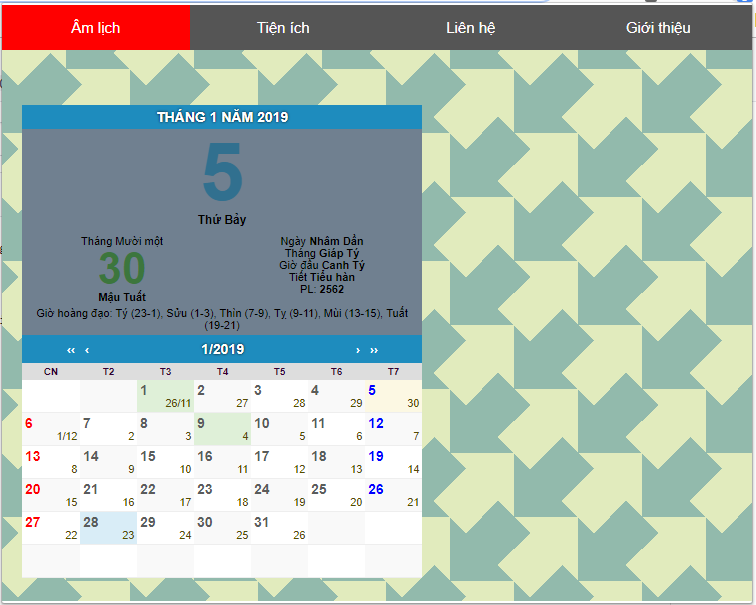 Âm lịch Tiện ích Liên hệ Giới thiệu
THÁNG 1 NĂM 2019
5
Thứ Bảy
Tháng Mười một
30
Mậu Tuất
Ngày Nhâm Dần
Tháng Giáp Tý
Giờ đầu Canh Tý
Tiết Tiểu hàn
PL: 2562
Giờ hoàng đạo: Tý (23-1), Sửu (1-3), Thìn (7-9), Tỵ (9-11), Mùi (13-15), Tuất
(19-21)
‹‹ ‹ 1/2019 › ››
CN T2 T3 T4 T5 T6 T7
1 2 3 4 5
26/11 27 28 29 30
6 7 8 9 10 11 12
1/12 2 3 4 5 6 7
13 14 15 16 17 18 19
8 9 10 11 12 13 14
20 21 22 23 24 25 26
15 16 17 18 19 20 21
27 28 29 30 31
22 23 24 25 26